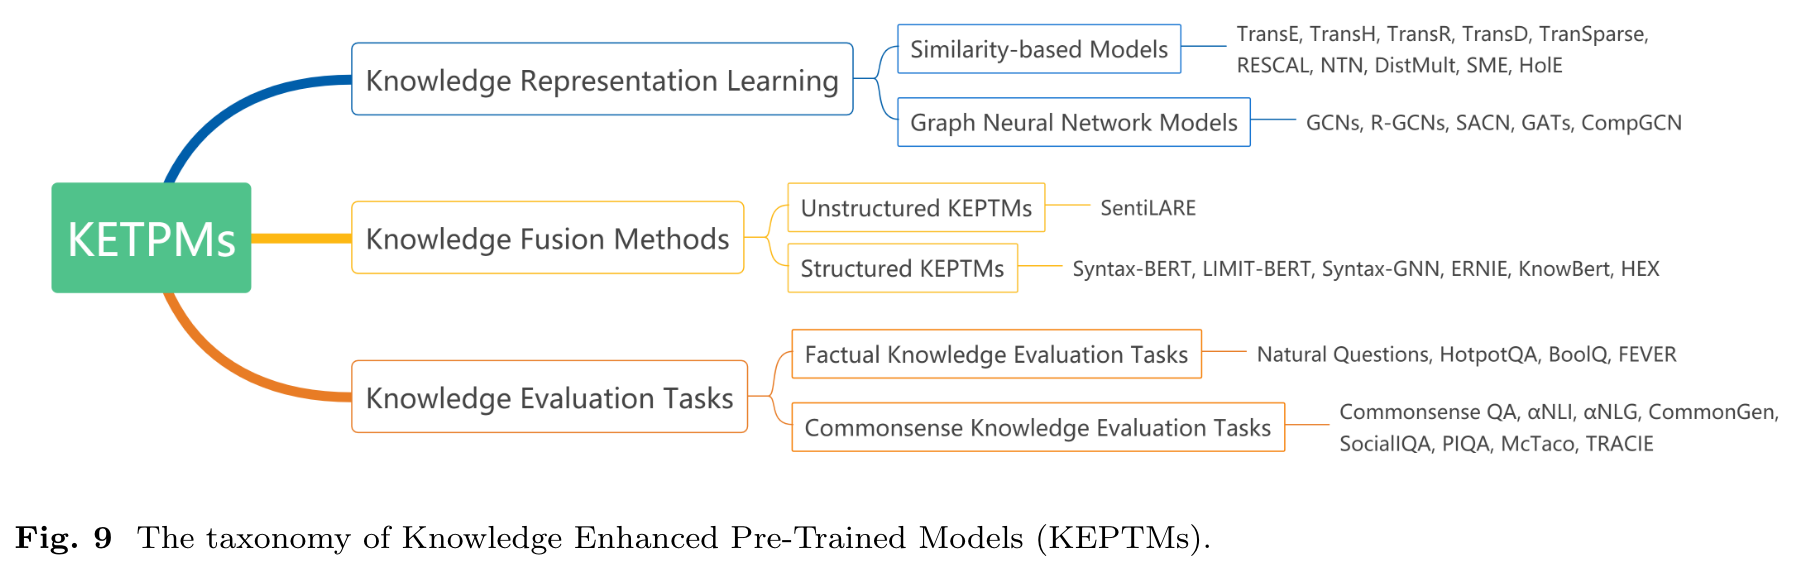 KETPMs
Knowledge Representation Learning
Similarity-based Models
TransE, TransH, TransR, TransD, TranSparse,
RESCAL, NTN, DistMult, SME, HolE
Graph Neural Network Models
GCNs, R-GCNs, SACN, GATs, CompGCN
Knowledge Fusion Methods
Unstructured KEPTMs
SentiLARE
Structured KEPTMs
Syntax-BERT, LIMIT-BERT, Syntax-GNN, ERNIE, KnowBert, HEX
Knowledge Evaluation Tasks
Factual Knowledge Evaluation Tasks
Natural Questions, HotpotQA, BoolQ, FEVER
Commonsense Knowledge Evaluation Tasks
Commonsense QA, αNLI, αNLG, CommonGen,
SocialIQA, PIQA, McTaco, TRACIE
Fig. 9 The taxonomy of Knowledge Enhanced Pre-Trained Models (KEPTMs).